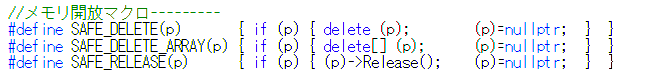 //メモリ開放マクロ---------
#define SAFE_DELETE(p) { if (p) { delete (p); (p)=nullptr; } }
#define SAFE_DELETE_ARRAY(p) { if (p) { delete[] (p); (p)=nullptr; } }
#define SAFE_RELEASE(p) { if (p) { (p)->Release(); (p)=nullptr; } }